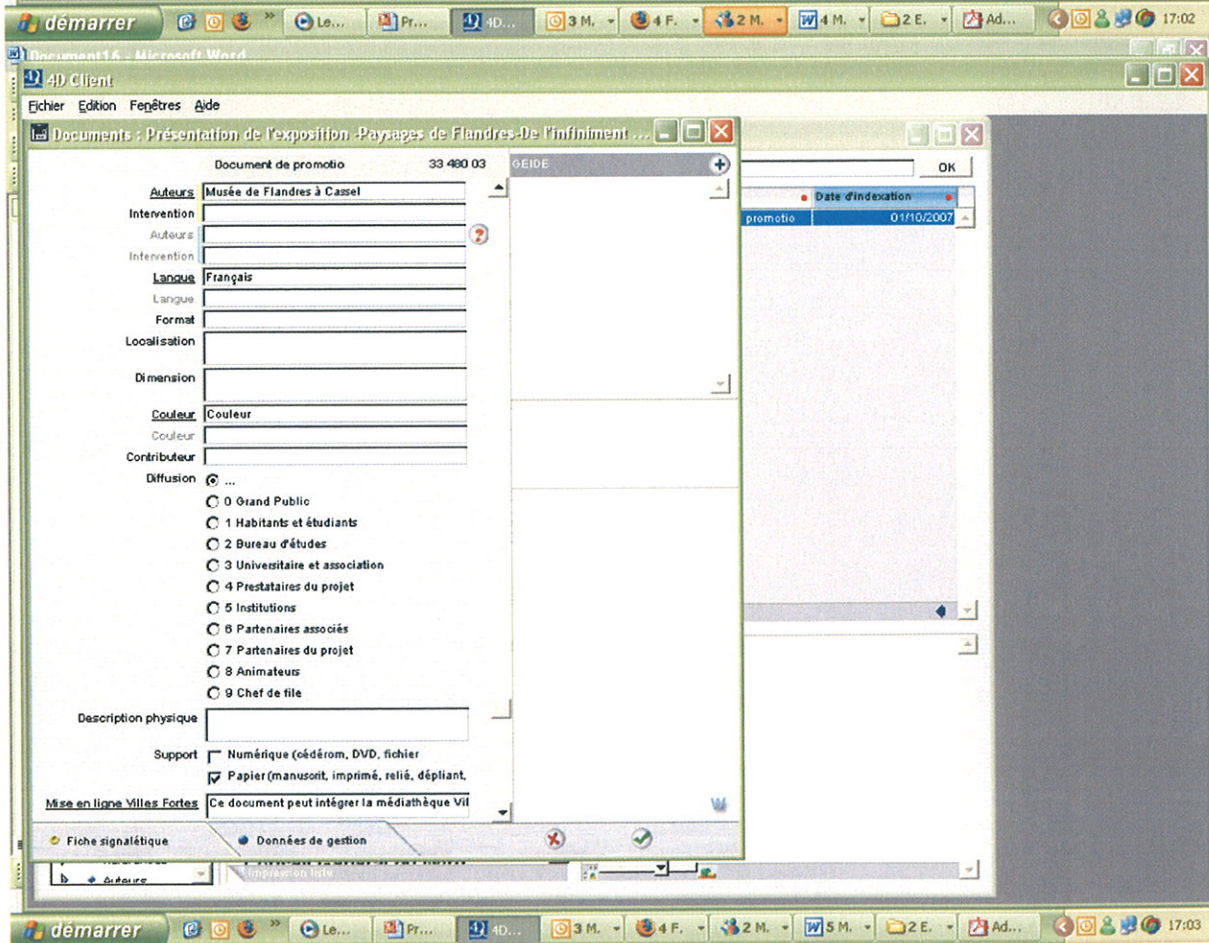 démarrer » Le... Pr... 4D... 3 M. 4 F. 2 M. 4 M. 2 E. Ad... 17:02
Document16 - Microsoft Word
4D Client
Fichier Edition Fenêtres Aide
Documents : Présentation de l'exposition -Paysages de Flandres-De l'infiniment ...
Document de promotio 33 480 03 GEIDE OK
Auteurs Musée de Flandres à Cassel
Date d'indexation
Intervention
promotio 01/10/2007
Auteurs
Intervention
Langue Français
Langue
Format
Localisation
Dimension
Couleur Couleur
Couleur
Contributeur
Diffusion ...
0 Grand Public
1 Habitants et étudiants
2 Bureau d'études
3 Universitaire et association
4 Prestataires du projet
5 Institutions
6 Partenaires associés
7 Partenaires du projet
8 Animateurs
9 Chef de file
Description physique
Support Numérique (cédérom, DVD, fichier
Papier (manuscrit, imprimé, relié, dépliant,
Mise en ligne Villes Fortes Ce document peut intégrer la médiathèque Vil
Fiche signalétique Données de gestion
Auteurs Impression liste
démarrer » Le... Pr... 4D... 3 M. 4 F. 2 M. 5 M. 2 E. Ad... 17:03